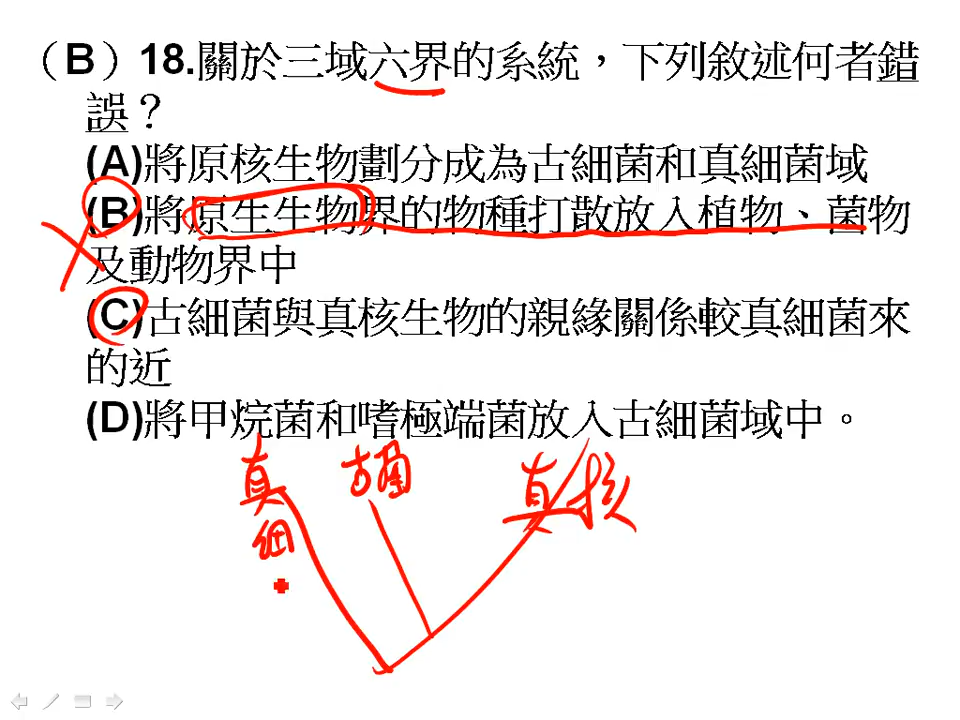 （B）18.關於三域六界的系統，下列敘述何者錯
誤？
(A)將原核生物劃分成為古細菌和真細菌域
(B)將原生生物界的物種打散放入植物、菌物
及動物界中
(C)古細菌與真核生物的親緣關係較真細菌來
的近
(D)將甲烷菌和嗜極端菌放入古細菌域中。
真細 古菌 真核